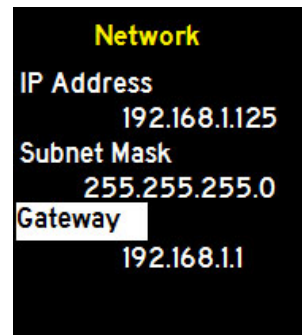 Network
IP Address
192.168.1.125
Subnet Mask
255.255.255.0
Gateway
192.168.1.1